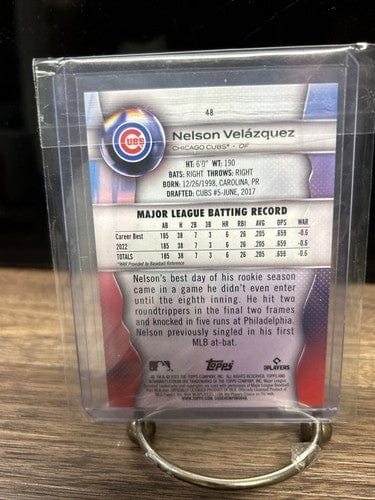 48
CUBS
Nelson Velázquez
CHICAGO CUBS® • OF
HT: 6'0" WT: 190
BATS: RIGHT THROWS: RIGHT
BORN: 12/26/1998, CAROLINA, PR
DRAFTED: CUBS #5-JUNE, 2017
MAJOR LEAGUE BATTING RECORD
AB H 2B 3B HR RBI AVG. OPS WAR
Career Best 185 38 7 3 6 26 .205 .659 -0.6
2022 185 38 7 3 6 26 .205 .659 -0.6
TOTALS 185 38 7 3 6 26 .205 .659 -0.6
*WAR Provided by Baseball Reference
Nelson's best day of his rookie season
came in a game he didn't even enter
until the eighth inning. He hit two
roundtrippers in the final two frames
and knocked in five runs at Philadelphia.
Nelson previously singled in his first
MLB at-bat.
TOPPS
PLAYERS